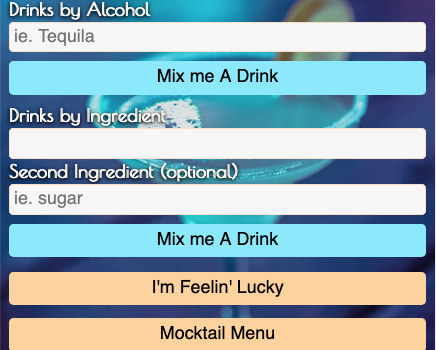 Drinks by Alcohol
ie. Tequila
Mix me A Drink
Drinks by Ingredient
Second Ingredient (optional)
ie. sugar
Mix me A Drink
I'm Feelin' Lucky
Mocktail Menu